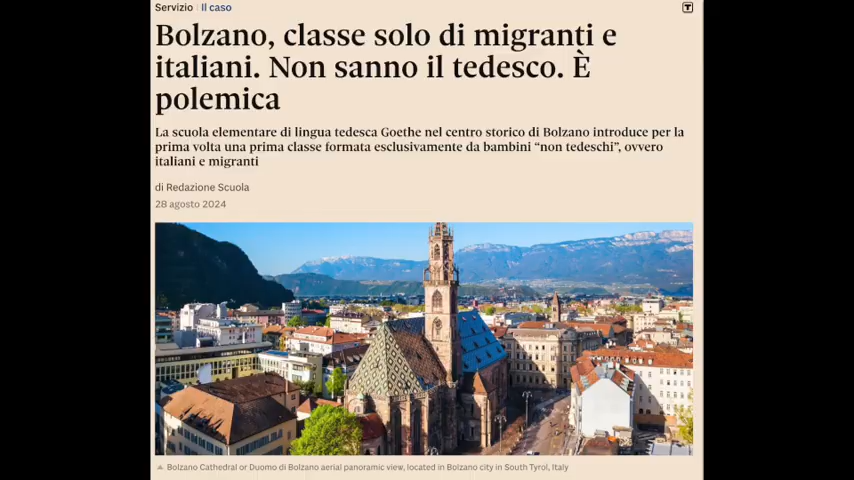 Servizio Il caso
Bolzano, classe solo di migranti e
italiani. Non sanno il tedesco. È
polemica
La scuola elementare di lingua tedesca Goethe nel centro storico di Bolzano introduce per la
prima volta una prima classe formata esclusivamente da bambini “non tedeschi”, ovvero
italiani e migranti
di Redazione Scuola
28 agosto 2024
Bolzano Cathedral or Duomo di Bolzano aerial panoramic view, located in Bolzano city in South Tyrol, Italy